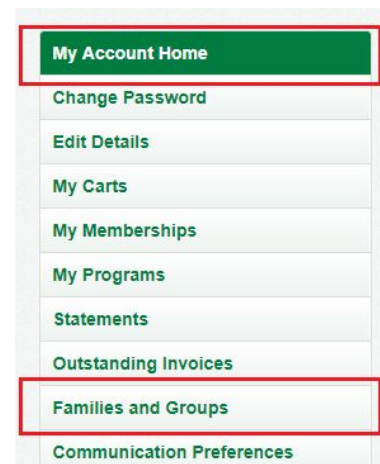 My Account Home
Change Password
Edit Details
My Carts
My Memberships
My Programs
Statements
Outstanding Invoices
Families and Groups
Communication Preferences